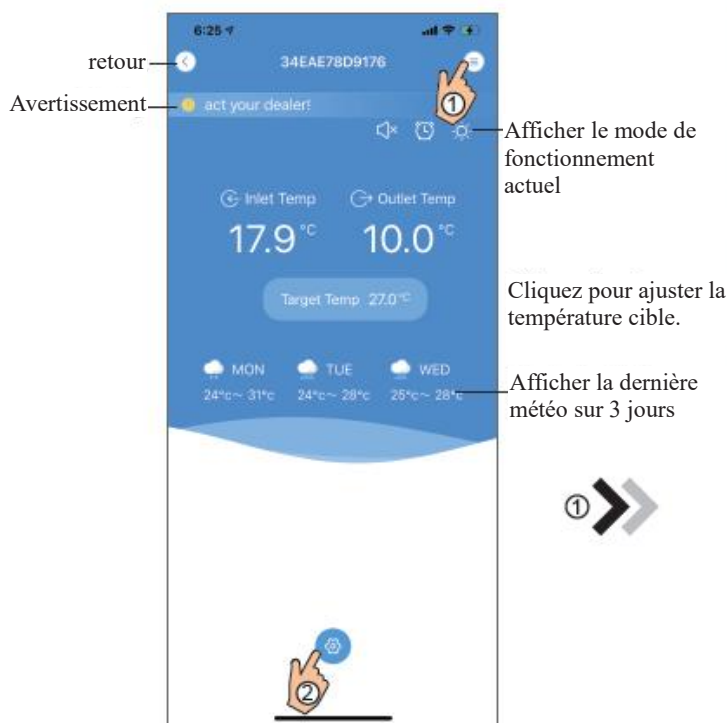 6:25
retour
34EAE78D9176
Avertissement
act your dealer!
①
Afficher le mode de
fonctionnement
actuel
Inlet Temp
Outlet Temp
17.9°C
10.0°C
Target Temp 27.0°C
Cliquez pour ajuster la
température cible.
MON
TUE
WED
24°c~ 31°c
24°c~ 28°c
25°c~ 28°c
Afficher la dernière
météo sur 3 jours
①
②